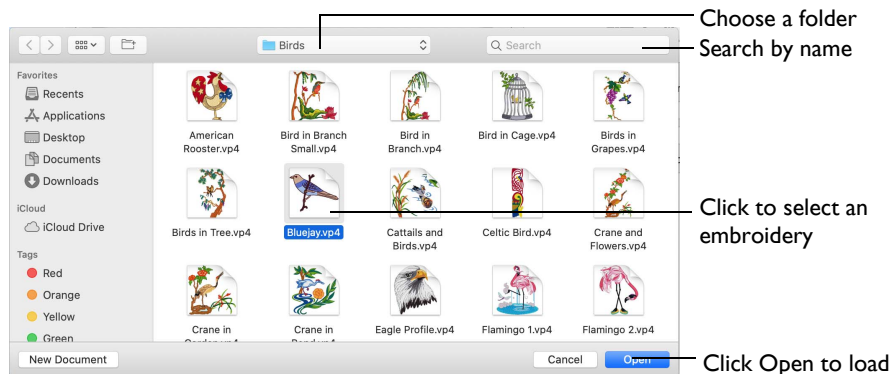 Choose a folder
Birds
Search
Search by name
Favorites
Recents
Applications
Desktop
Documents
Downloads
iCloud
iCloud Drive
Tags
Red
Orange
Yellow
Green
American
Rooster.vp4
Bird in Branch
Small.vp4
Bird in
Branch.vp4
Bird in Cage.vp4
Birds in
Grapes.vp4
Birds in Tree.vp4
Bluejay.vp4
Cattails and
Birds.vp4
Celtic Bird.vp4
Crane and
Flowers.vp4
Click to select an
embroidery
Crane in
Crane in
Eagle Profile.vp4
Flamingo 1.vp4
Flamingo 2.vp4
New Document
Cancel
Open
Click Open to load